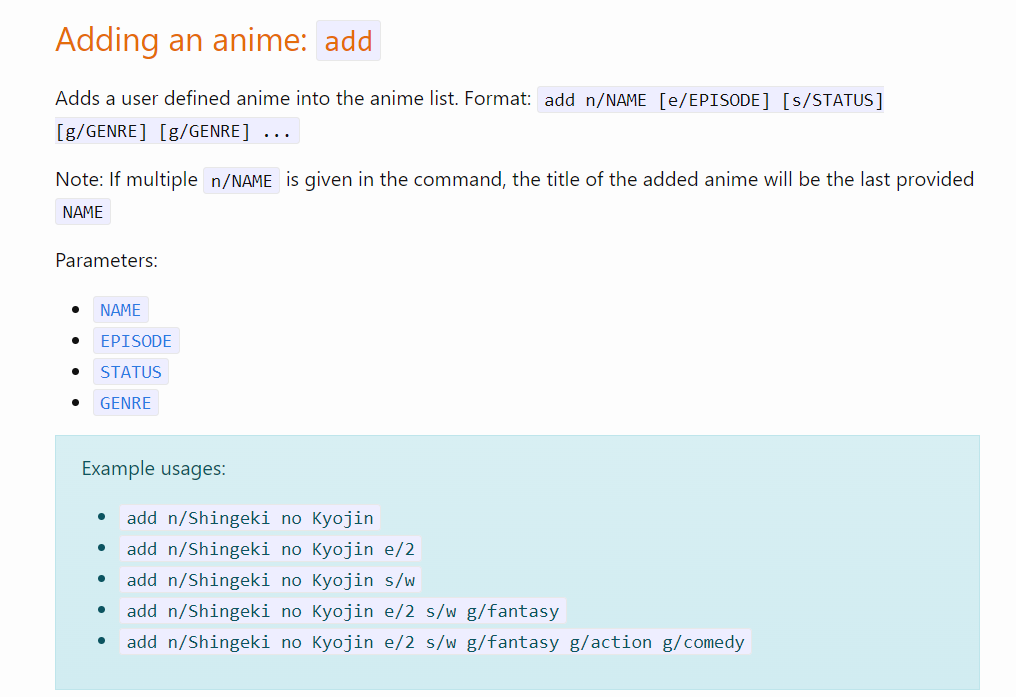 Adding an anime: add
Adds a user defined anime into the anime list. Format: add n/NAME [e/EPISODE] [s/STATUS]
[g/GENRE] [g/GENRE] ...
Note: If multiple n/NAME is given in the command, the title of the added anime will be the last provided
NAME
Parameters:
NAME
EPISODE
STATUS
GENRE
Example usages:
add n/Shingeki no Kyojin
add n/Shingeki no Kyojin e/2
add n/Shingeki no Kyojin s/w
add n/Shingeki no Kyojin e/2 s/w g/fantasy
add n/Shingeki no Kyojin e/2 s/w g/fantasy g/action g/comedy